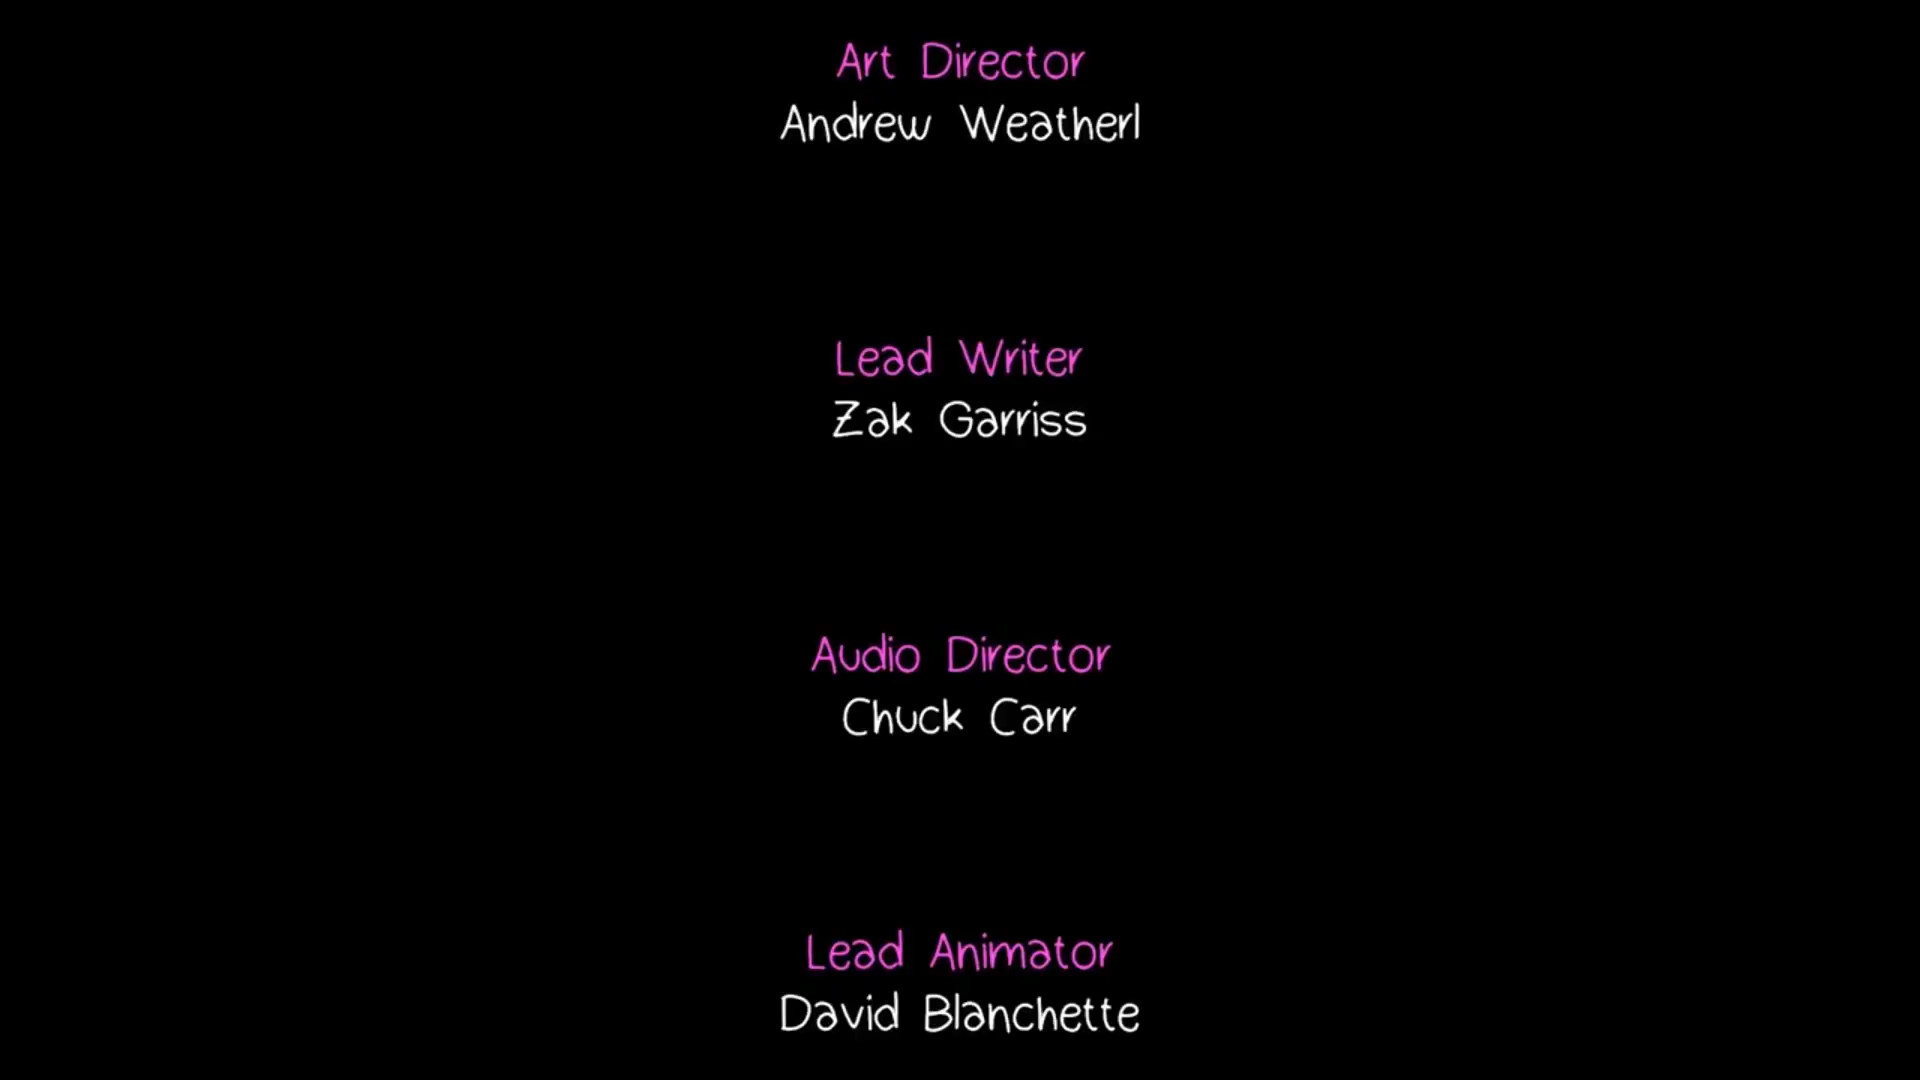 Art Director
Andrew Weatherl
Lead Writer
Zak Garriss
Audio Director
Chuck Carr
Lead Animator
David Blanchette